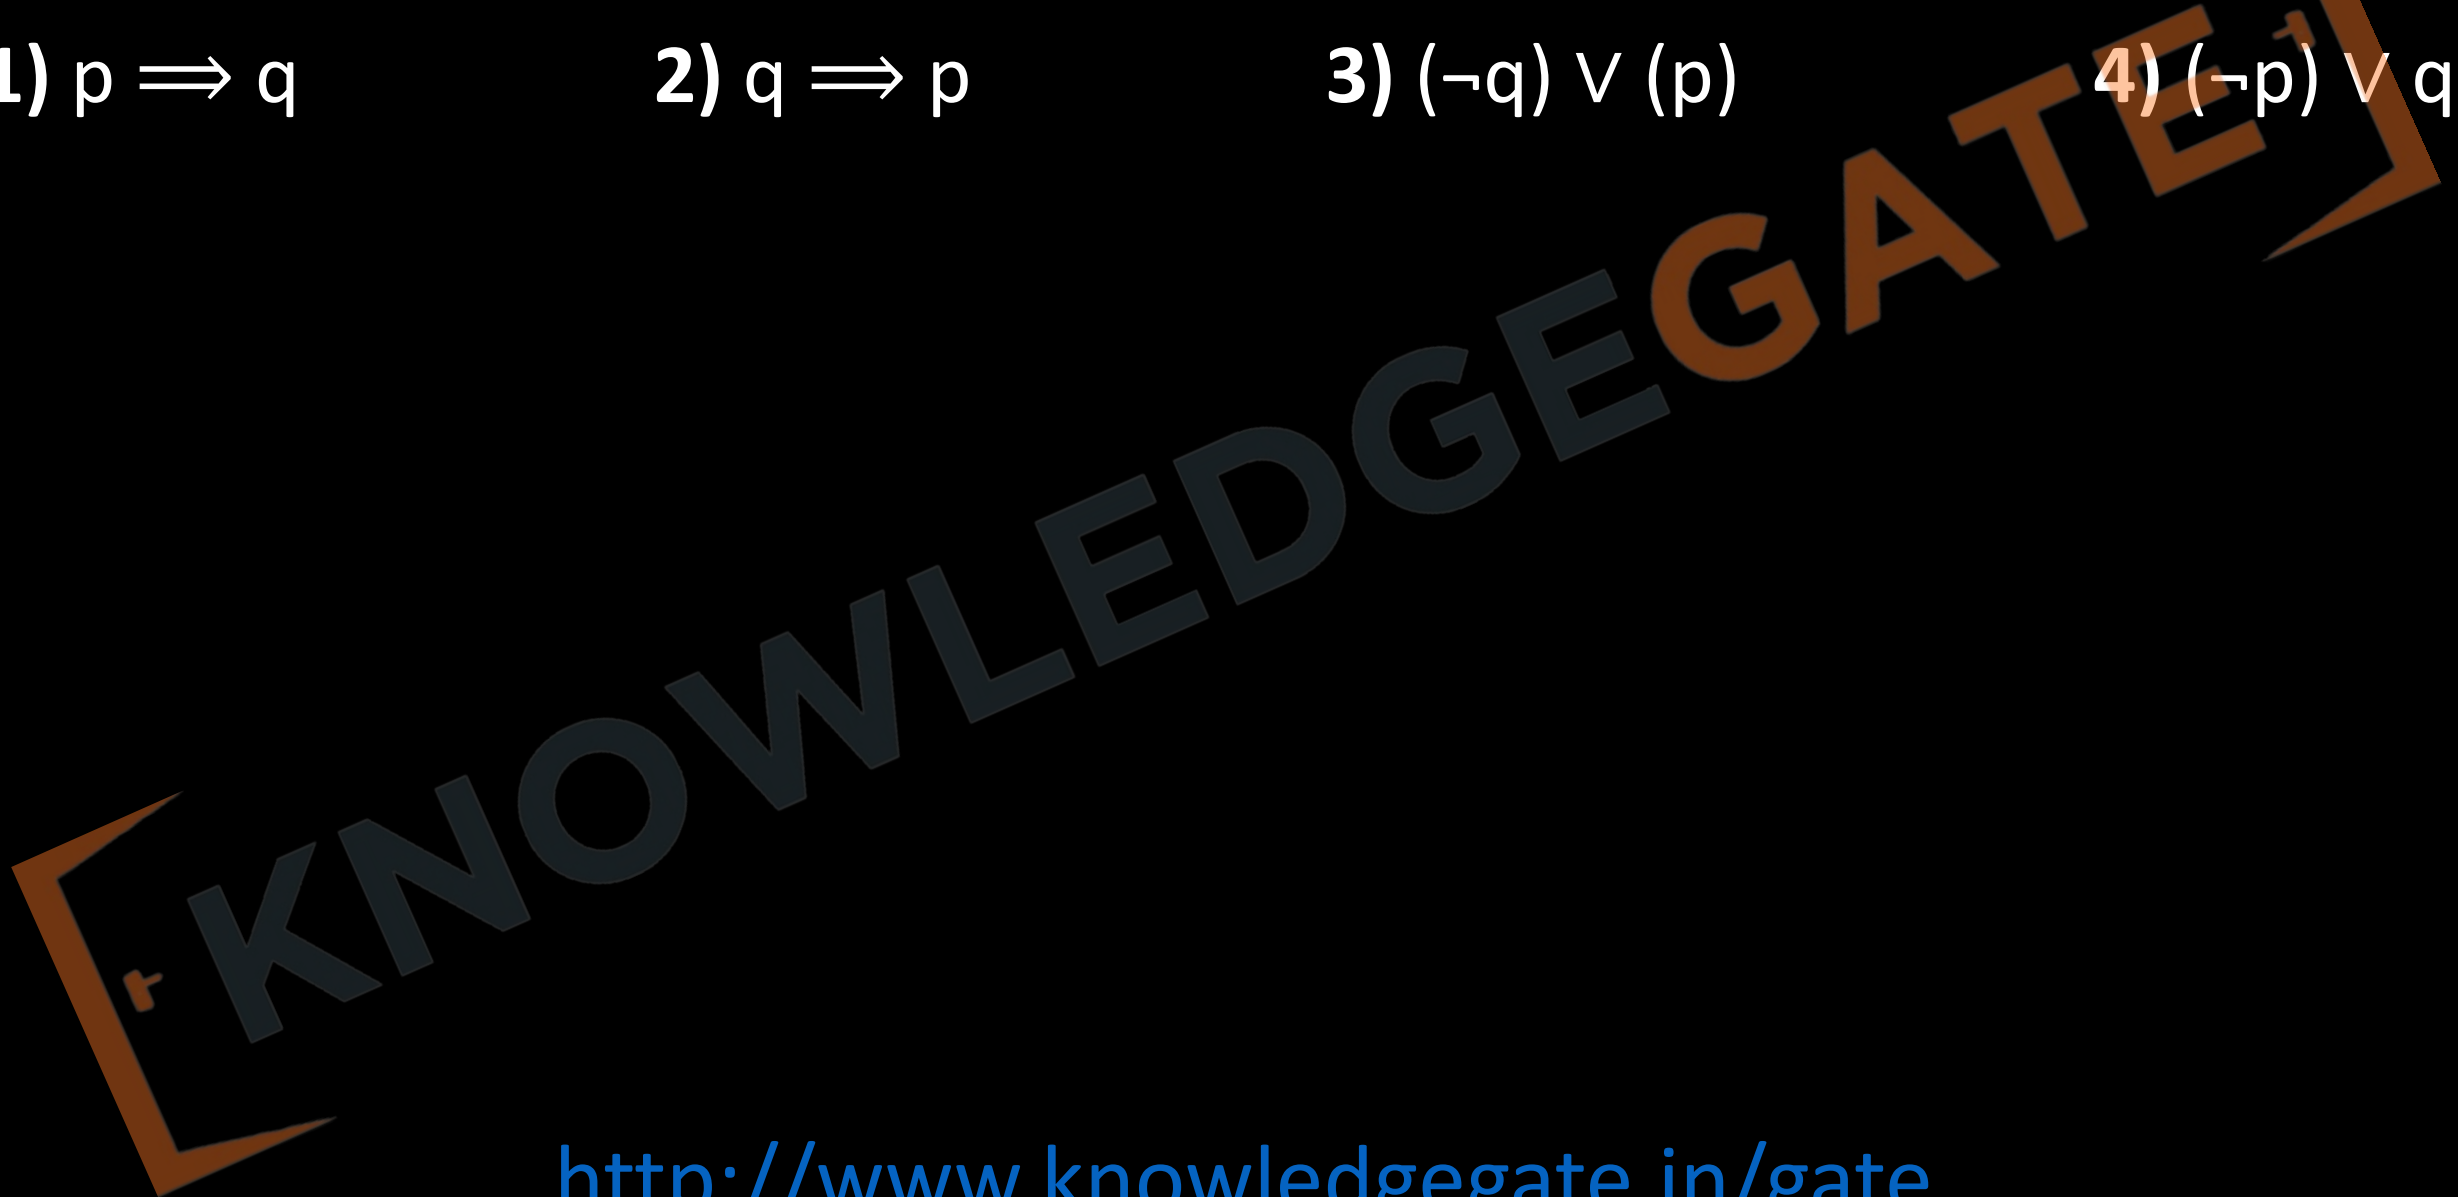 1) p ⟹ q 2) q ⟹ p 3) (¬q) ∨ (p) 4) (¬p) ∨ q
KNOWLEDGEGATE
http://www.knowledgegate.in/gate